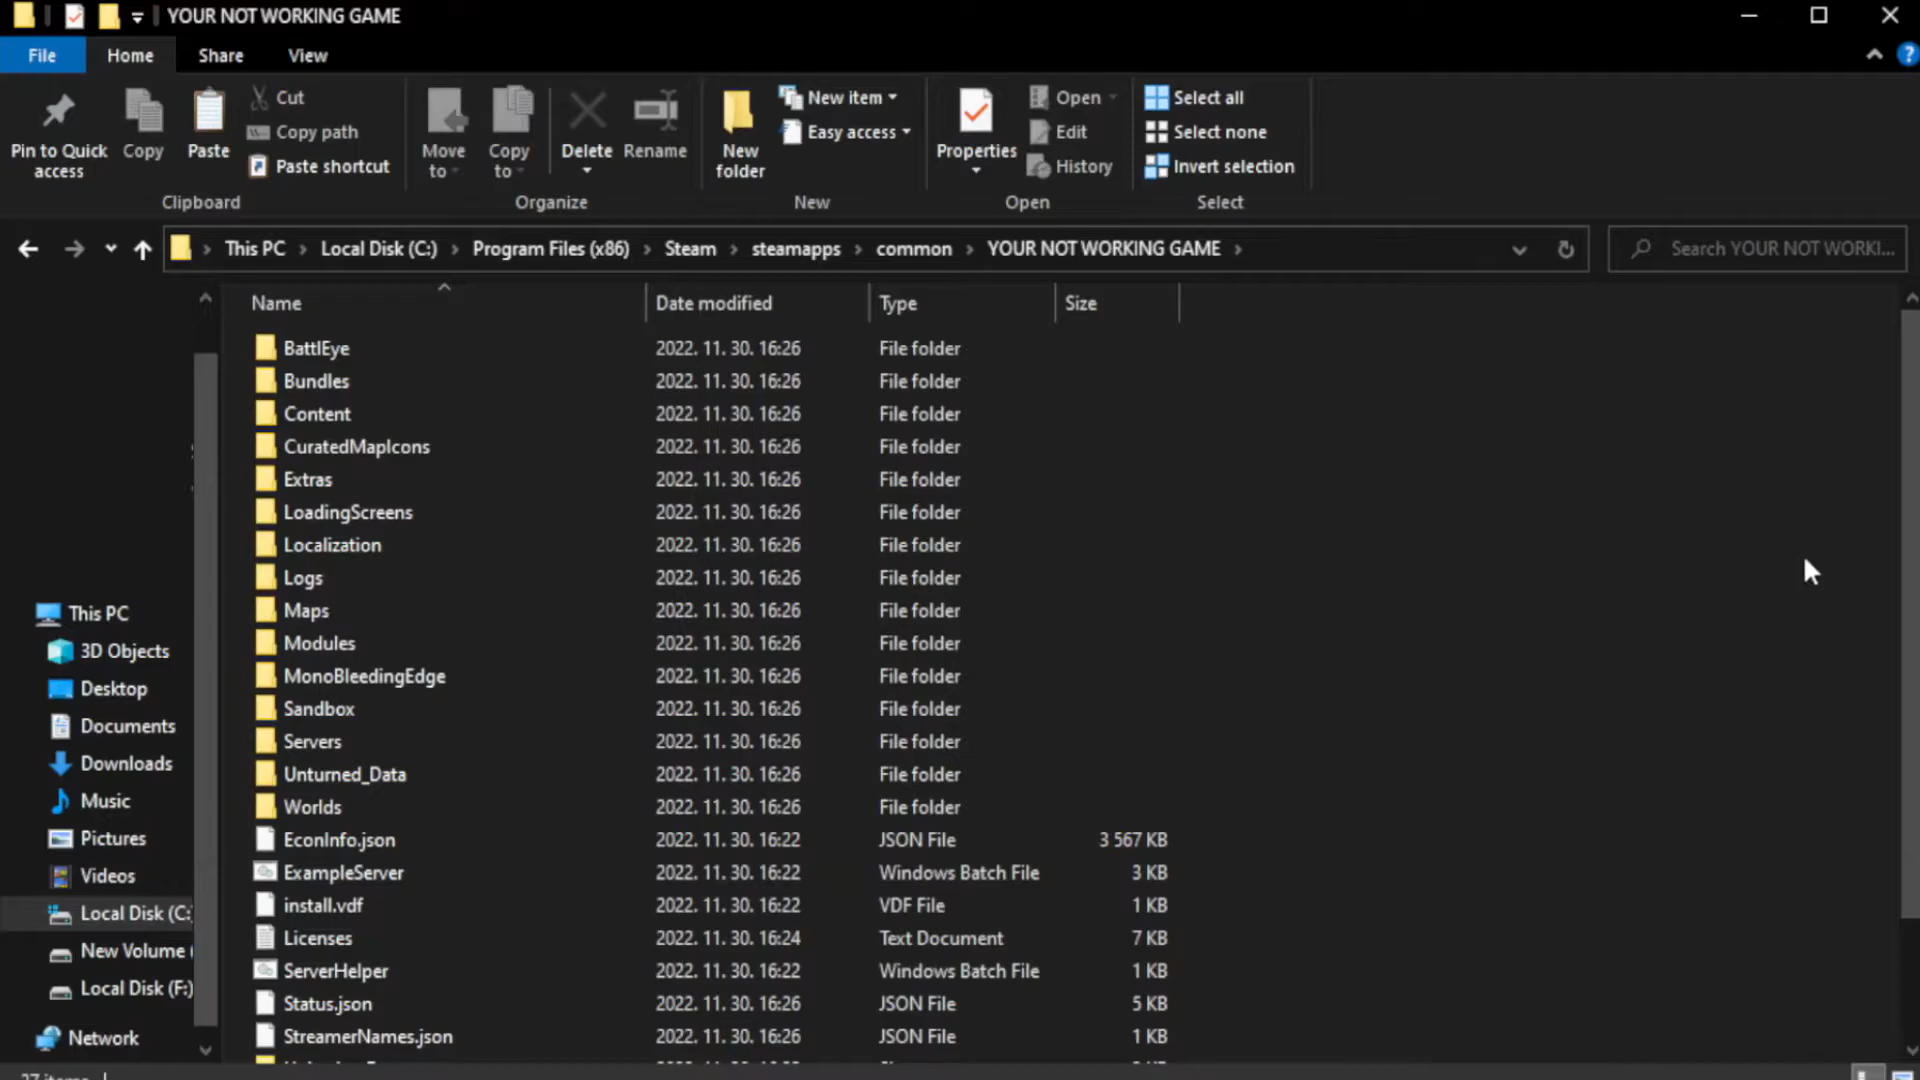 YOUR NOT WORKING GAME
File Home Share View
Pin to Quick access
Copy
Paste
Cut
Copy path
Paste shortcut
Clipboard
Move to
Copy to
Delete
Rename
Organize
New folder
New item
Easy access
New
Properties
Open
Edit
History
Open
Select all
Select none
Invert selection
Select
This PC Local Disk (C:) Program Files (x86) Steam steamapps common YOUR NOT WORKING GAME
Search YOUR NOT WORKI...
Name Date modified Type Size
BattlEye 2022. 11. 30. 16:26 File folder
Bundles 2022. 11. 30. 16:26 File folder
Content 2022. 11. 30. 16:26 File folder
CuratedMapIcons 2022. 11. 30. 16:26 File folder
Extras 2022. 11. 30. 16:26 File folder
LoadingScreens 2022. 11. 30. 16:26 File folder
Localization 2022. 11. 30. 16:26 File folder
Logs 2022. 11. 30. 16:26 File folder
Maps 2022. 11. 30. 16:26 File folder
Modules 2022. 11. 30. 16:26 File folder
MonoBleedingEdge 2022. 11. 30. 16:26 File folder
Sandbox 2022. 11. 30. 16:26 File folder
Servers 2022. 11. 30. 16:26 File folder
Unturned_Data 2022. 11. 30. 16:26 File folder
Worlds 2022. 11. 30. 16:26 File folder
EconInfo.json 2022. 11. 30. 16:22 JSON File 3 567 KB
ExampleServer 2022. 11. 30. 16:22 Windows Batch File 3 KB
install.vdf 2022. 11. 30. 16:22 VDF File 1 KB
Licenses 2022. 11. 30. 16:24 Text Document 7 KB
ServerHelper 2022. 11. 30. 16:22 Windows Batch File 1 KB
Status.json 2022. 11. 30. 16:26 JSON File 5 KB
StreamerNames.json 2022. 11. 30. 16:26 JSON File 1 KB
This PC
3D Objects
Desktop
Documents
Downloads
Music
Pictures
Videos
Local Disk (C:
New Volume (
Local Disk (F:)
Network